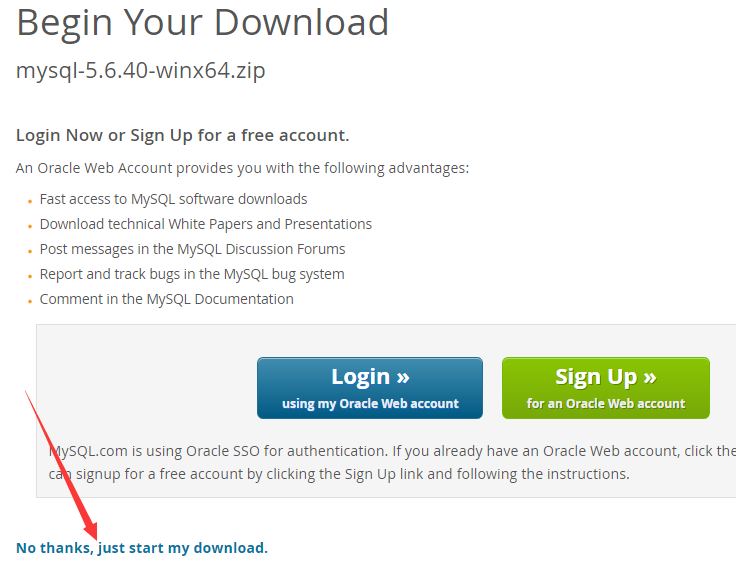 Begin Your Download
mysql-5.6.40-winx64.zip
Login Now or Sign Up for a free account.
An Oracle Web Account provides you with the following advantages:
Fast access to MySQL software downloads
Download technical White Papers and Presentations
Post messages in the MySQL Discussion Forums
Report and track bugs in the MySQL bug system
Comment in the MySQL Documentation
Login »
using my Oracle Web account
Sign Up »
for an Oracle Web account
MySQL.com is using Oracle SSO for authentication. If you already have an Oracle Web account, click the
can signup for a free account by clicking the Sign Up link and following the instructions.
No thanks, just start my download.